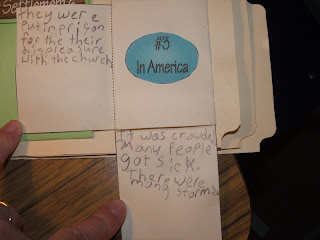 Settlements
they were
put in prison
for the their
displeasure
with the church
#3
In America
It was crowded
Many People
got sick.
There were
many storms